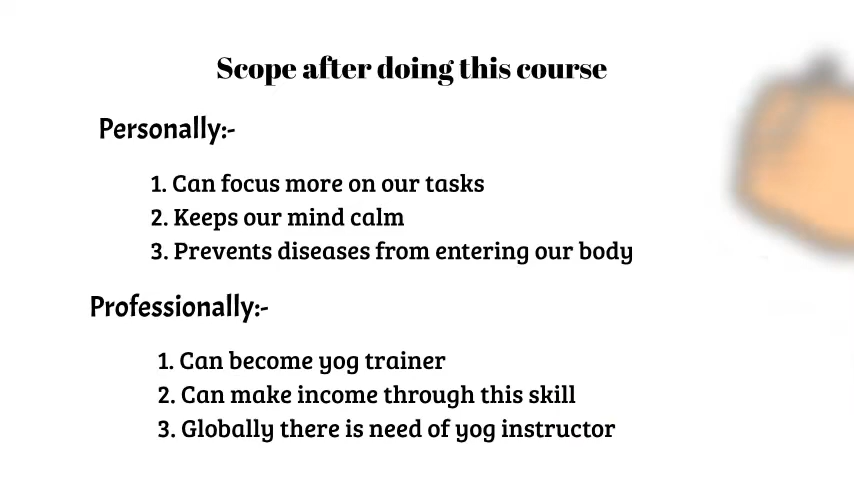 Scope after doing this course
Personally:-
1. Can focus more on our tasks
2. Keeps our mind calm
3. Prevents diseases from entering our body
Professionally:-
1. Can become yog trainer
2. Can make income through this skill
3. Globally there is need of yog instructor